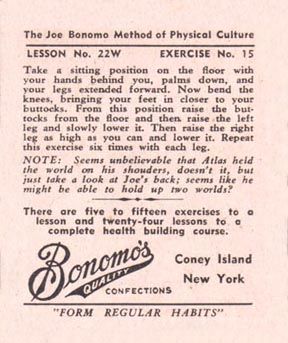 The Joe Bonomo Method of Physical Culture
LESSON No. 22W EXERCISE No. 15
Take a sitting position on the floor with
your hands behind you, palms down, and
your legs extended forward. Now bend the
knees, bringing your feet in closer to your
buttocks. From this position raise the but-
tocks from the floor and then raise the left
leg and slowly lower it. Then raise the right
leg as high as you can and lower it. Repeat
this exercise six times with each leg.
NOTE: Seems unbelievable that Atlas held
the world on his shoulders, doesn't it, but
just take a look at Joe's back; seems like he
might be able to hold up two worlds?
There are five to fifteen exercises to a
lesson and twenty-four lessons to a
complete health building course.
Bonomo's
QUALITY
CONFECTIONS
Coney Island
New York
"FORM REGULAR HABITS"